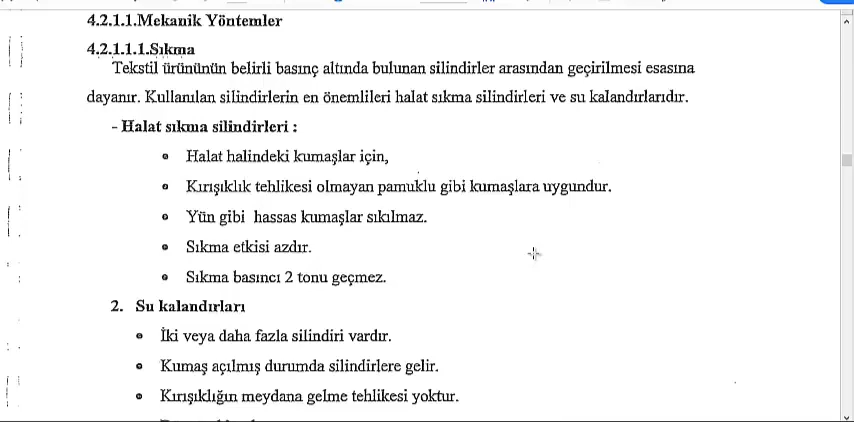 4.2.1.1.Mekanik Yöntemler
4.2.1.1.1.Sıkma
Tekstil ürününün belirli basınç altında bulunan silindirler arasından geçirilmesi esasına
dayanır. Kullanılan silindirlerin en önemlileri halat sıkma silindirleri ve su kalandırlarıdır.
- Halat sıkma silindirleri :
• Halat halindeki kumaşlar için,
• Kırışıklık tehlikesi olmayan pamuklu gibi kumaşlara uygundur.
• Yün gibi hassas kumaşlar sıkılmaz.
• Sıkma etkisi azdır.
• Sıkma basıncı 2 tonu geçmez.
2. Su kalandırları
• İki veya daha fazla silindiri vardır.
• Kumaş açılmış durumda silindirlere gelir.
• Kırışıklığın meydana gelme tehlikesi yoktur.